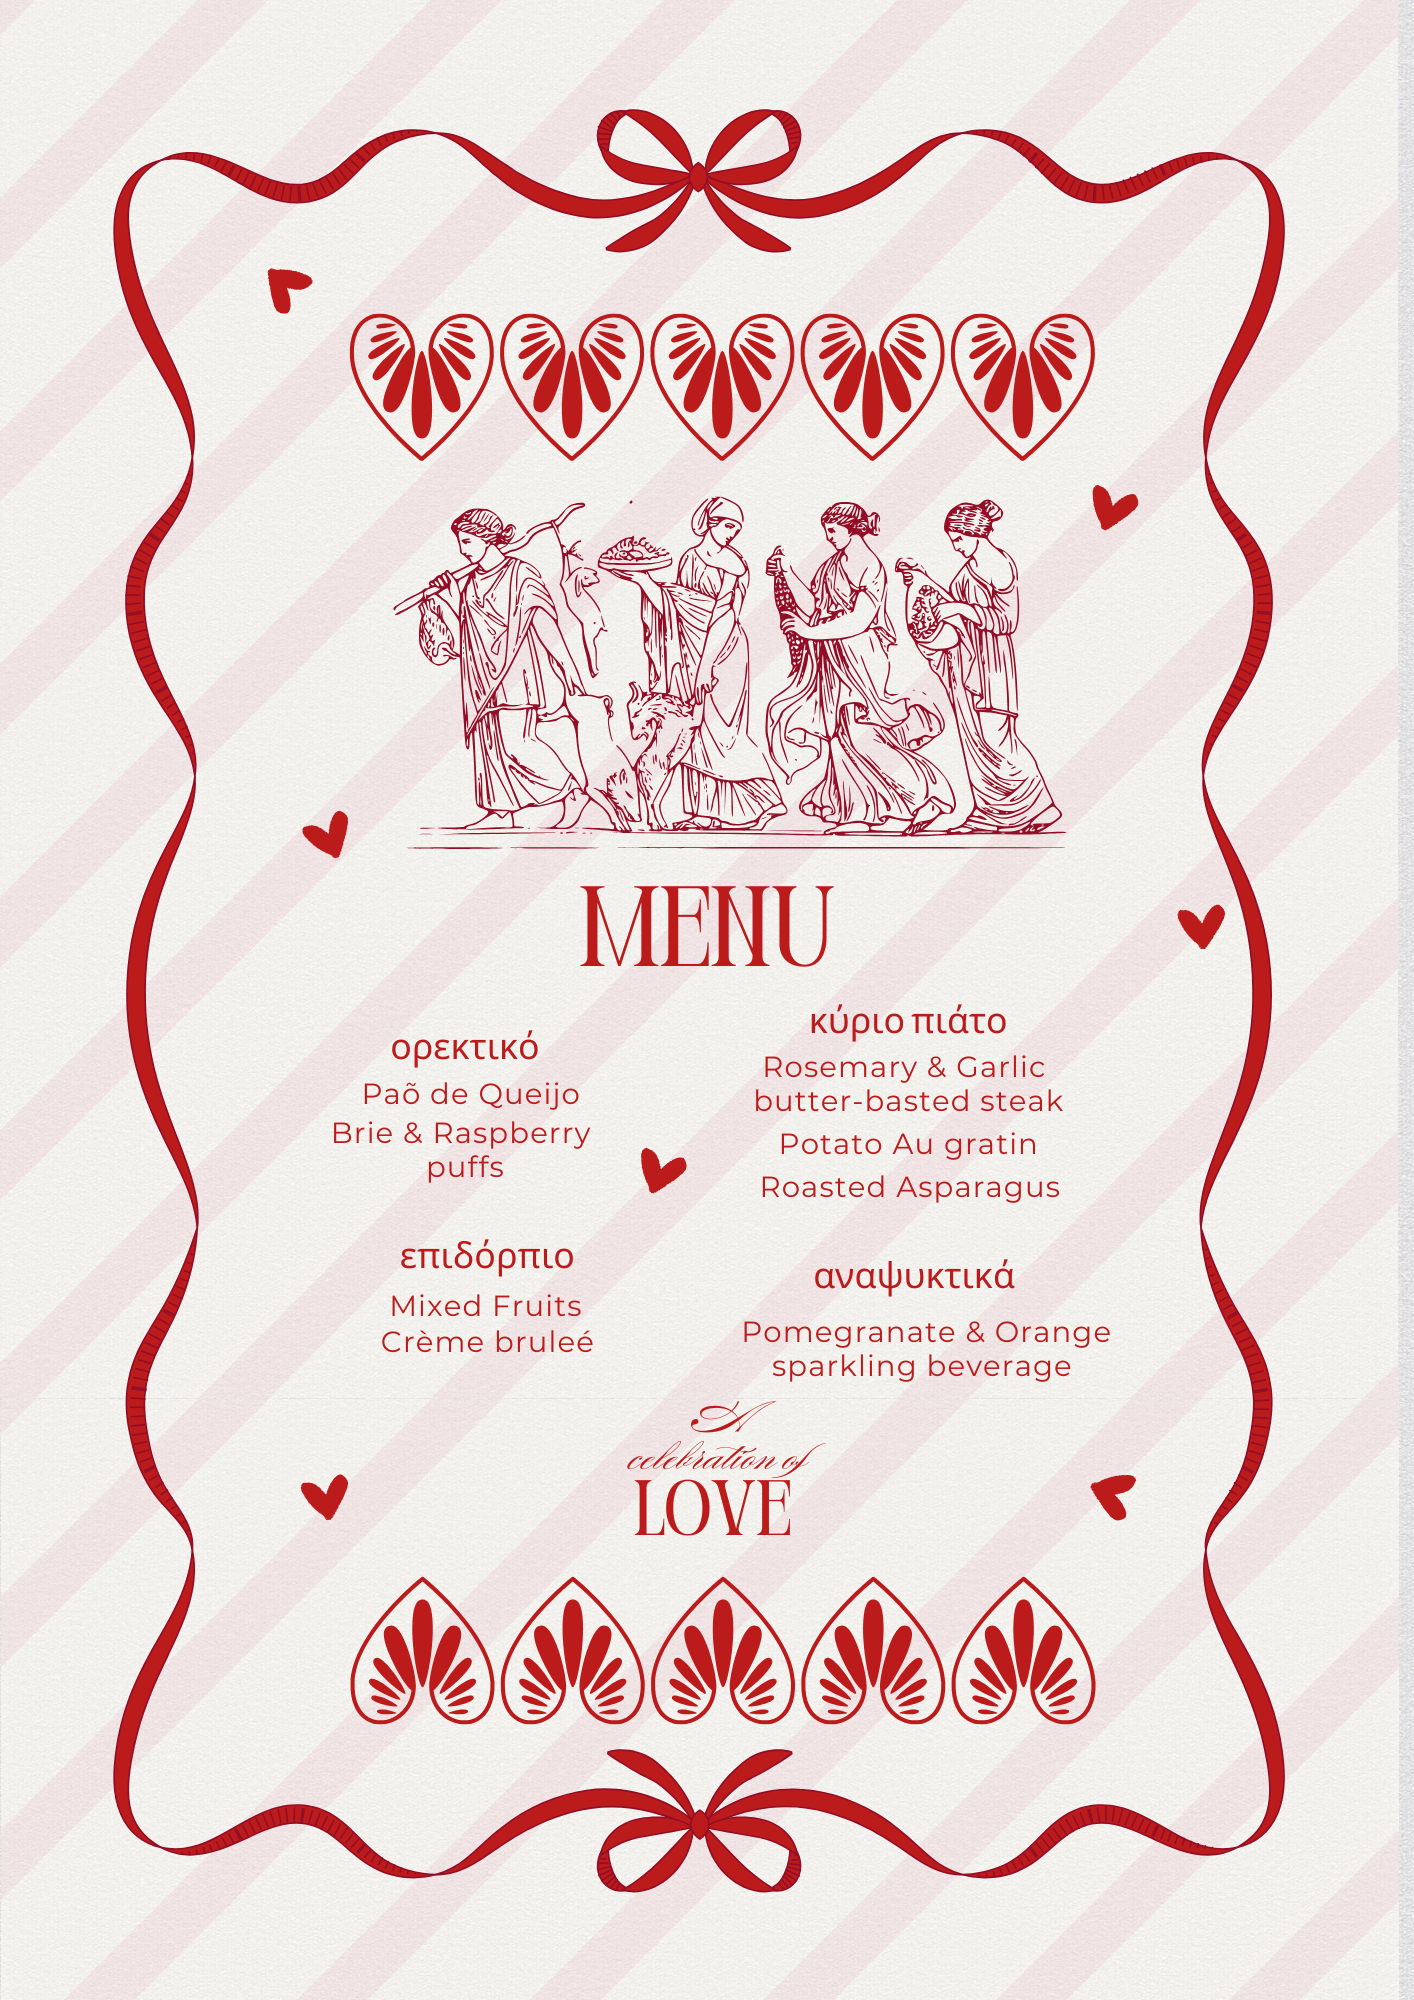 MENU
ορεκτικό
Paõ de Queijo
Brie & Raspberry
puffs
κύριο πιάτο
Rosemary & Garlic
butter-basted steak
Potato Au gratin
Roasted Asparagus
επιδόρπιο
Mixed Fruits
Crème bruleé
αναψυκτικά
Pomegranate & Orange
sparkling beverage
A
celebration of
LOVE